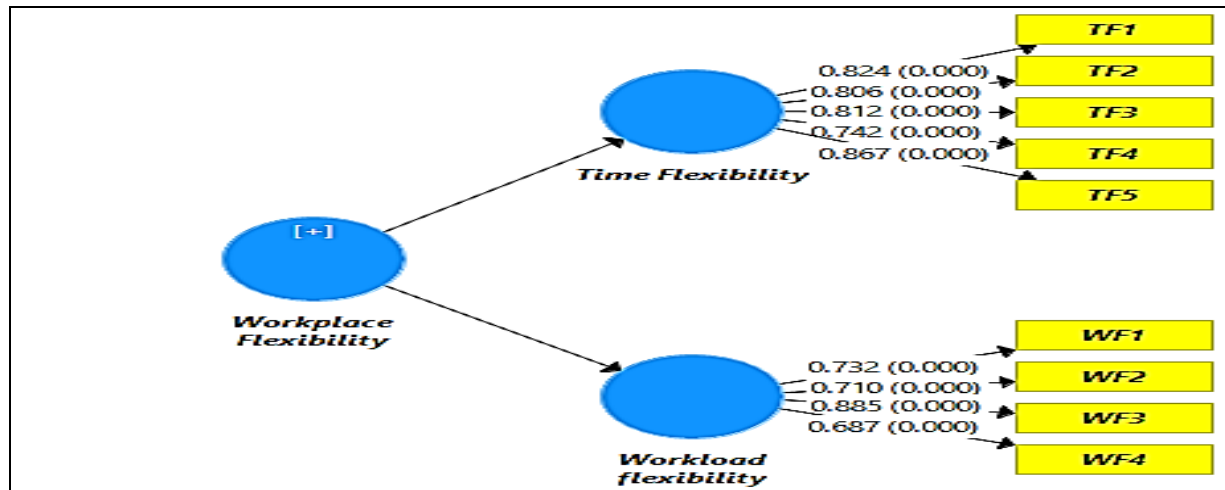 TF1
0.824 (0.000)
TF2
0.806 (0.000)
0.812 (0.000)
TF3
0.742 (0.000)
TF4
0.867 (0.000)
Time Flexibility
TF5
[+]
Workplace
Flexibility
WF1
0.732 (0.000)
WF2
0.710 (0.000)
0.885 (0.000)
WF3
0.687 (0.000)
WF4
Workload
flexibility